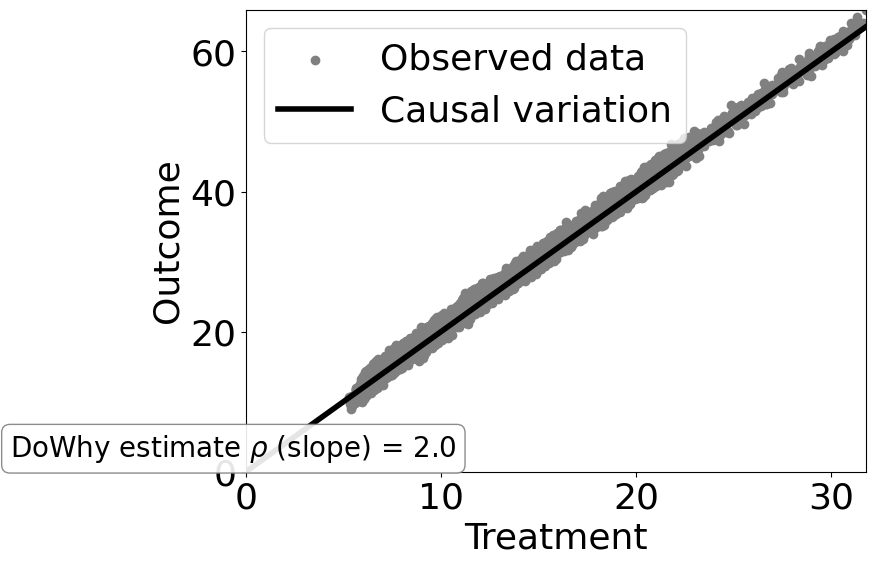 60
40
20
0
Outcome
Observed data
Causal variation
DoWhy estimate ρ (slope) = 2.0
0 10 20 30
Treatment